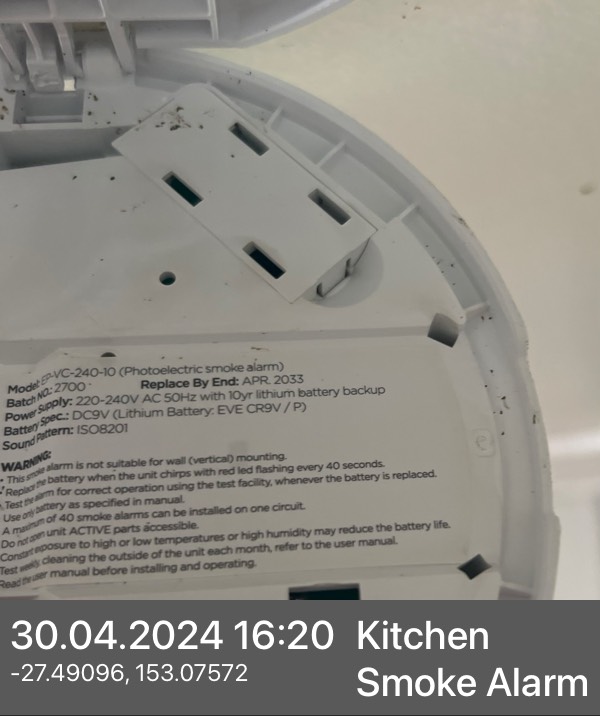 Model: EP-VC-240-10 (Photoelectric smoke alarm)
Batch NO.: 2700 Replace By End: APR. 2033
Power Supply: 220-240V AC 50Hz with 10yr lithium battery backup
Battery Spec.: DC9V (Lithium Battery: EVE CR9V / P)
Sound Pattern: ISO8201
WARNING:
• This smoke alarm is not suitable for wall (vertical) mounting.
• Replace the battery when the unit chirps with red led flashing every 40 seconds.
Test the alarm for correct operation using the test facility, whenever the battery is replaced.
Use only battery as specified in manual.
A maximum of 40 smoke alarms can be installed on one circuit.
Do not open unit ACTIVE parts accessible.
Constant exposure to high or low temperatures or high humidity may reduce the battery life.
Test weekly, cleaning the outside of the unit each month, refer to the user manual.
Read the user manual before installing and operating.
30.04.2024 16:20 Kitchen
-27.49096, 153.07572 Smoke Alarm